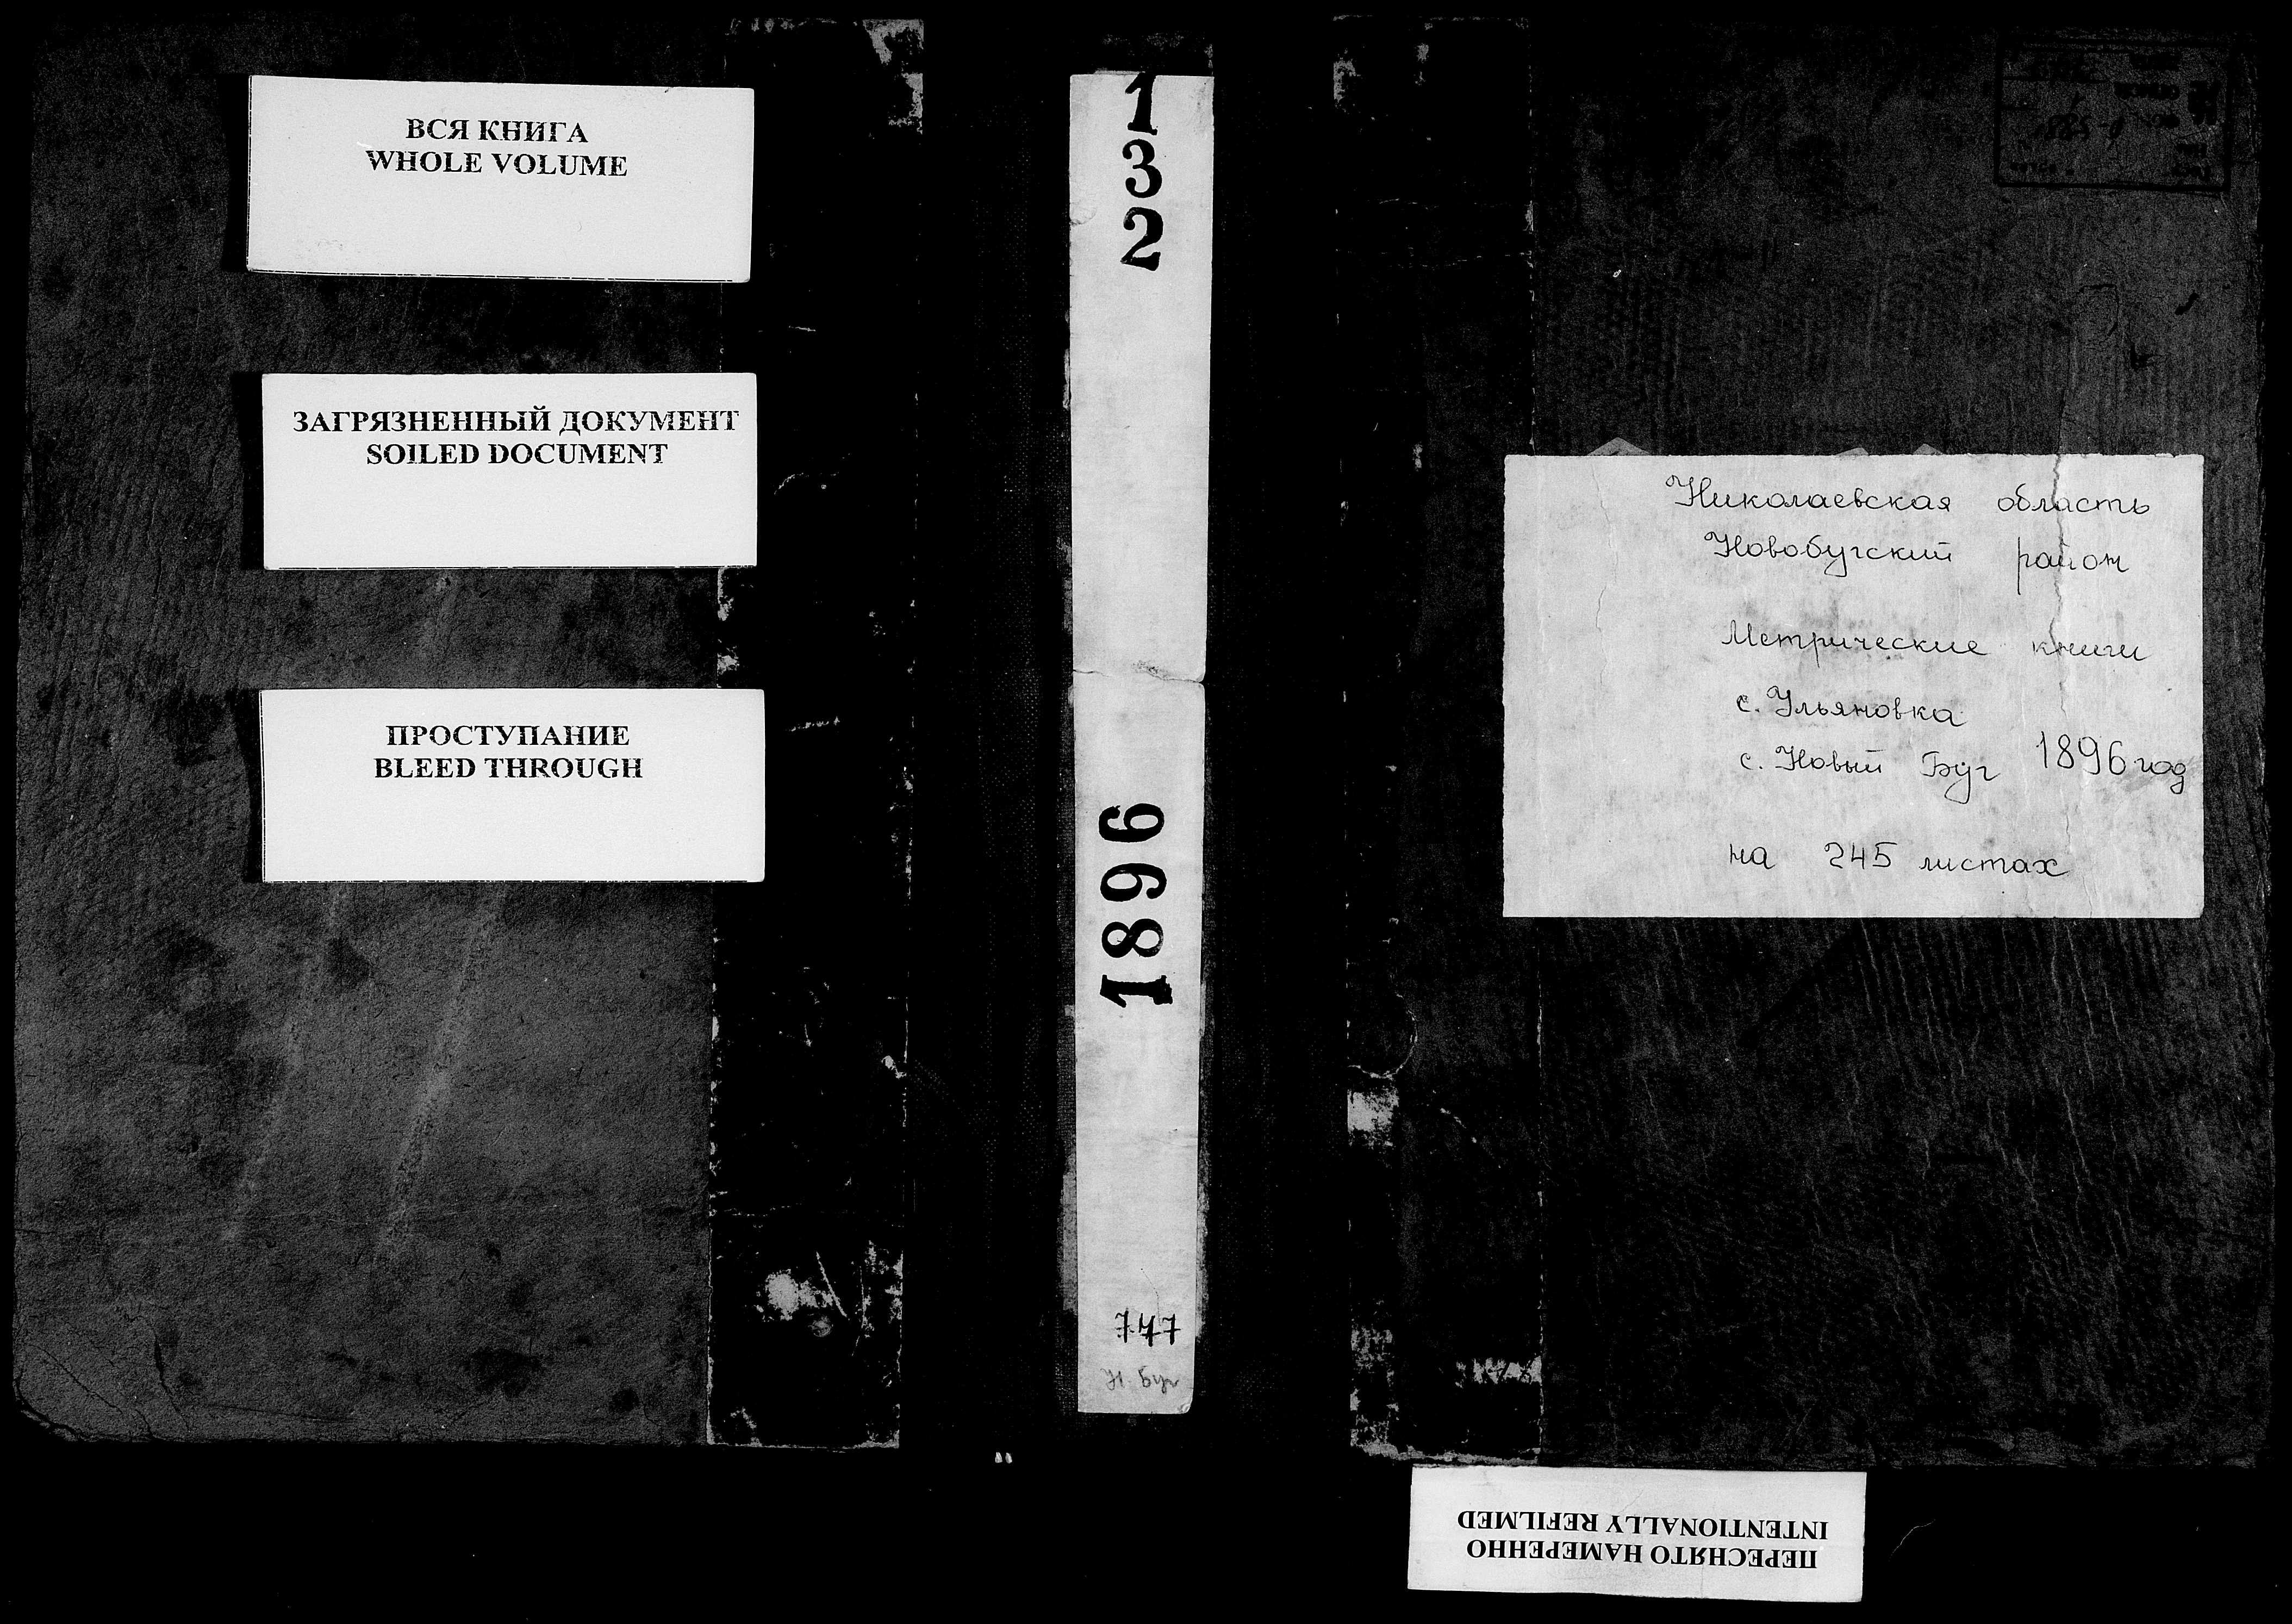 ВСЯ КНИГА
WHOLE VOLUME
ЗАГРЯЗНЕННЫЙ ДОКУМЕНТ
SOILED DOCUMENT
ПРОСТУПАНИЕ
BLEED THROUGH
132
1896
747
Н. Буг
Николаевская область
Новобугский район
Метрические книги
с. Ульяновка
с. Новый Буг 1896 год
на 245 листах
ПЕРЕСНЯТО НАМЕРЕННО
INTENTIONALLY REFILMED